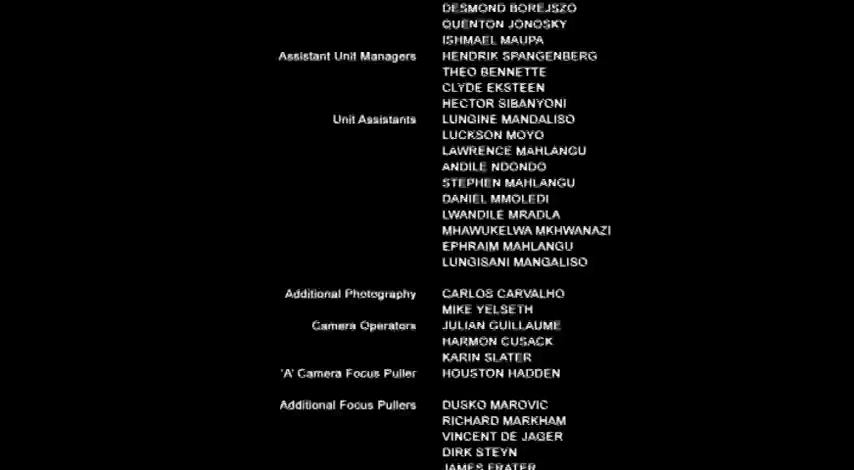 DESMOND BOREJSZO
QUENTON JONOSKY
ISHMAEL MAUPA
Assistant Unit Managers HENDRIK SPANGENBERG
THEO BENNETTE
CLYDE EKSTEEN
HECTOR SIBANYONI
Unit Assistants LUNGINE MANDALISO
LUCKSON MOYO
LAWRENCE MAHLANGU
ANDILE NDONDO
STEPHEN MAHLANGU
DANIEL MMOLEDI
LWANDILE MRADLA
MHAWUKELWA MKHWANAZI
EPHRAIM MAHLANGU
LUNGISANI MANGALISO
Additional Photography CARLOS CARVALHO
MIKE YELSETH
Camera Operators JULIAN GUILLAUME
HARMON CUSACK
KARIN SLATER
'A' Camera Focus Puller HOUSTON HADDEN
Additional Focus Pullers DUSKO MAROVIC
RICHARD MARKHAM
VINCENT DE JAGER
DIRK STEYN
JAMES FRATER